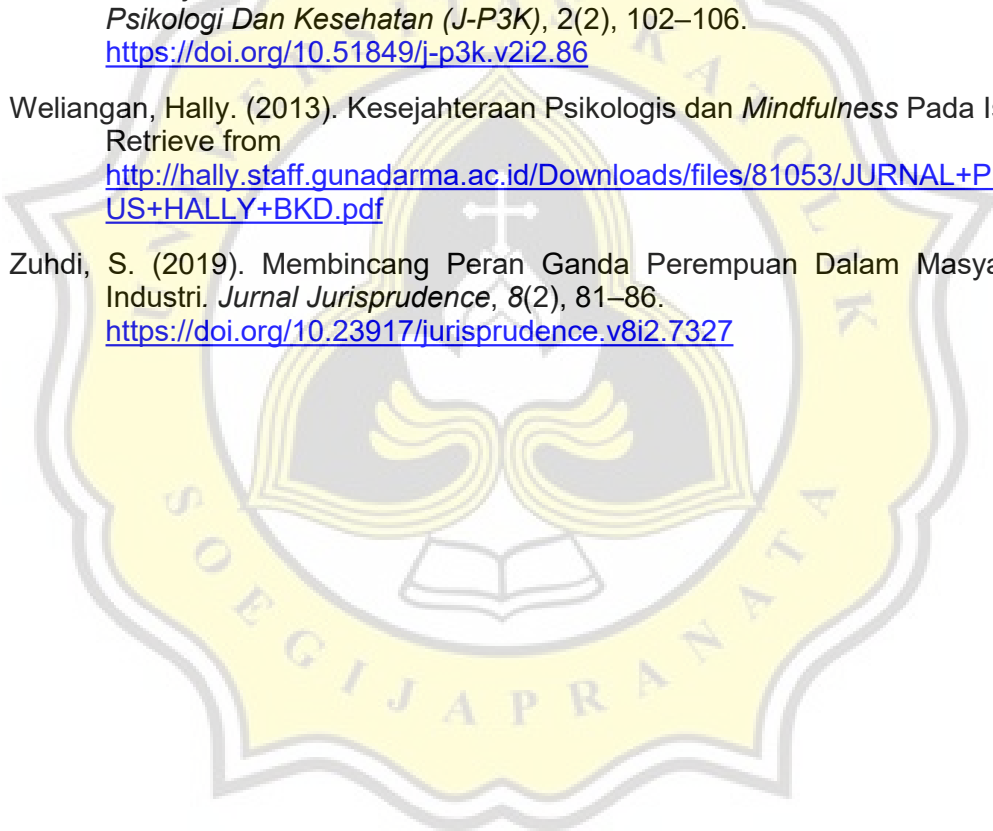 Psikologi Dan Kesehatan (J-P3K), 2(2), 102–106.
https://doi.org/10.51849/j-p3k.v2i2.86
Weliangan, Hally. (2013). Kesejahteraan Psikologis dan Mindfulness Pada
Retrieve from
http://hally.staff.gunadarma.ac.id/Downloads/files/81053/JURNAL+P
US+HALLY+BKD.pdf
Zuhdi, S. (2019). Membincang Peran Ganda Perempuan Dalam
Industri. Jurnal Jurisprudence, 8(2), 81–86.
https://doi.org/10.23917/jurisprudence.v8i2.7327
SOEGIJAPRANATA